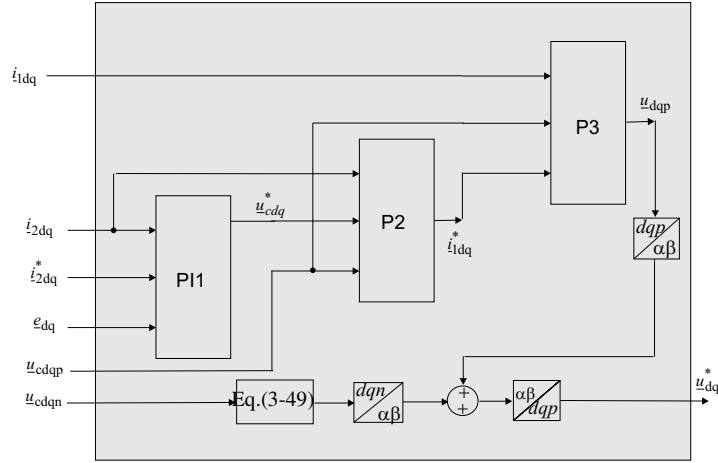 i1dq
P3
udqp
P2
u*cdq
i2dq
i*1dq
dqp
αβ
i*2dq
PI1
edq
ucdqp
ucdqn
Eq.(3-49)
dqn
αβ
+
+
αβ
dqp
u*dq